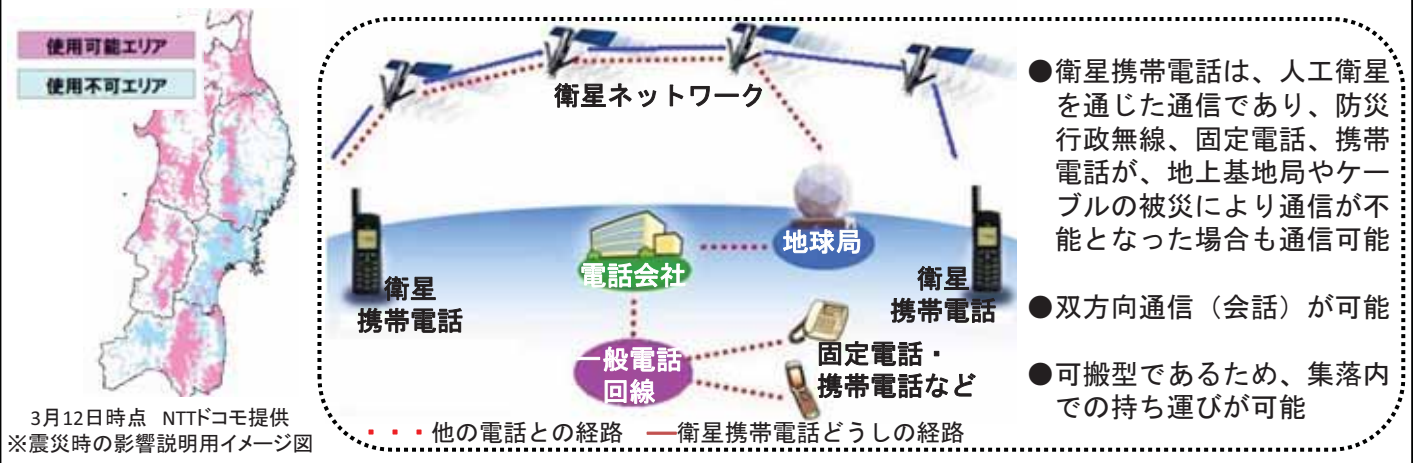 使用可能エリア
使用不可エリア
3月12日時点 NTTドコモ提供
※震災時の影響説明用イメージ図
衛星ネットワーク
地球局
電話会社
衛星
携帯電話
衛星
携帯電話
一般電話
回線
固定電話・
携帯電話など
・・・他の電話との経路 ―衛星携帯電話どうしの経路
●衛星携帯電話は、人工衛星
を通じた通信であり、防災
行政無線、固定電話、携帯
電話が、地上基地局やケー
ブルの被災により通信が不
能となった場合も通信可能
●双方向通信（会話）が可能
●可搬型であるため、集落内
での持ち運びが可能